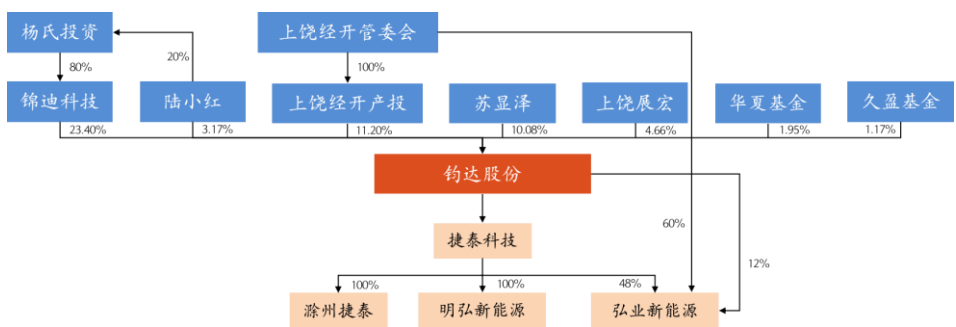 杨氏投资
上饶经开管委会
20%
80%
100%
锦迪科技
陆小红
上饶经开产投
苏显泽
上饶展宏
华夏基金
久盈基金
23.40%
3.17%
11.20%
10.08%
4.66%
1.95%
1.17%
钧达股份
捷泰科技
60%
12%
100%
100%
48%
滁州捷泰
明弘新能源
弘业新能源